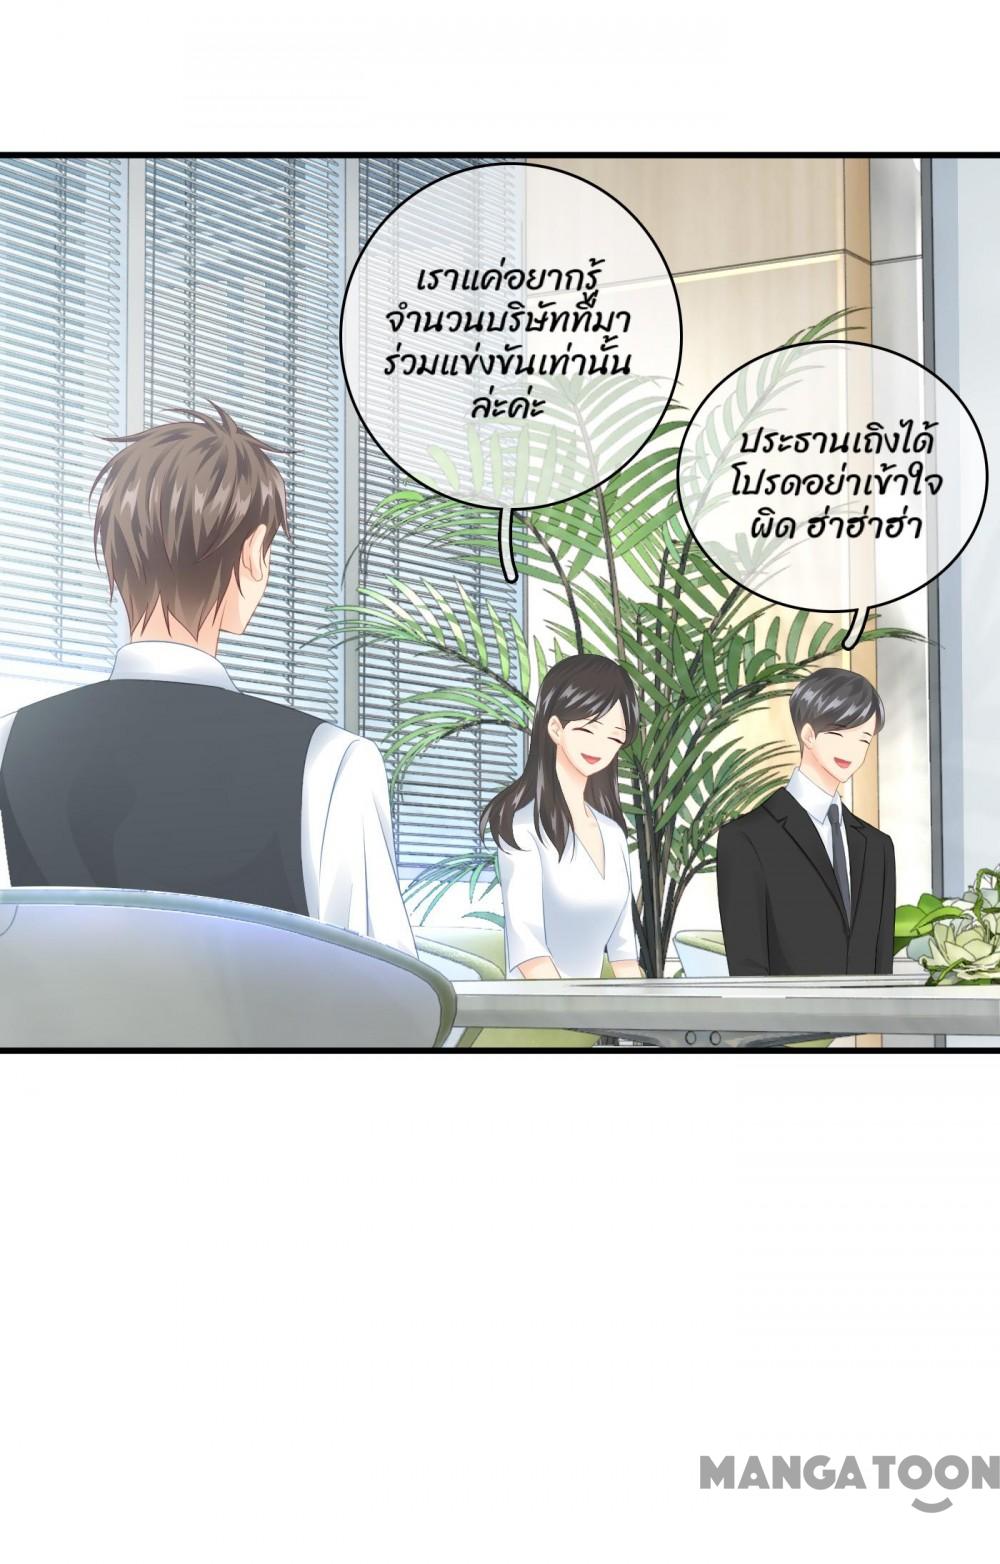 เราแค่อยากรู้
จำนวนบริษัทที่มา
ร่วมแข่งขันเท่านั้น
ล่ะค่ะ
ประธานเถิงได้
โปรดอย่าเข้าใจ
ผิด ฮ่าฮ่าฮ่า
MANGATOON